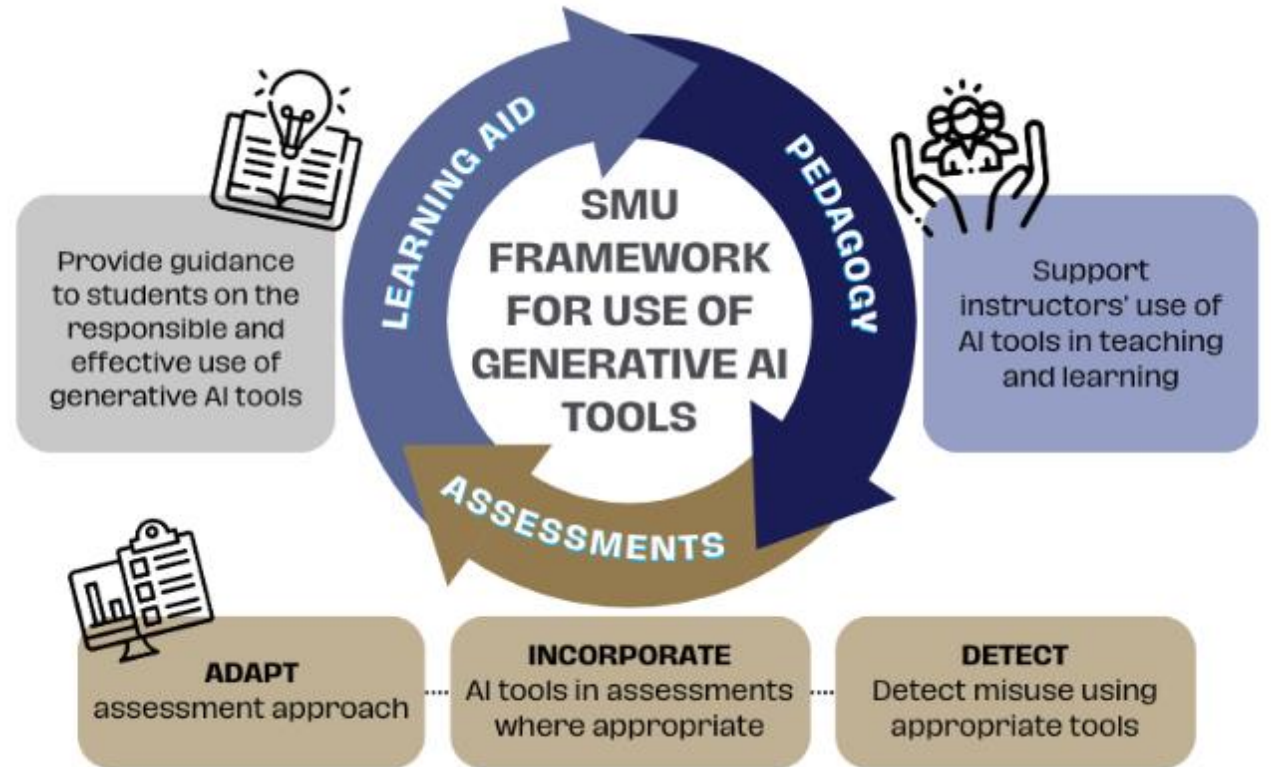 LEARNING AID
PEDAGOGY
ASSESSMENTS
SMU
FRAMEWORK
FOR USE OF
GENERATIVE AI
TOOLS
Provide guidance
to students on the
responsible and
effective use of
generative AI tools
Support
instructors' use of
AI tools in teaching
and learning
ADAPT
assessment approach
INCORPORATE
AI tools in assessments
where appropriate
DETECT
Detect misuse using
appropriate tools